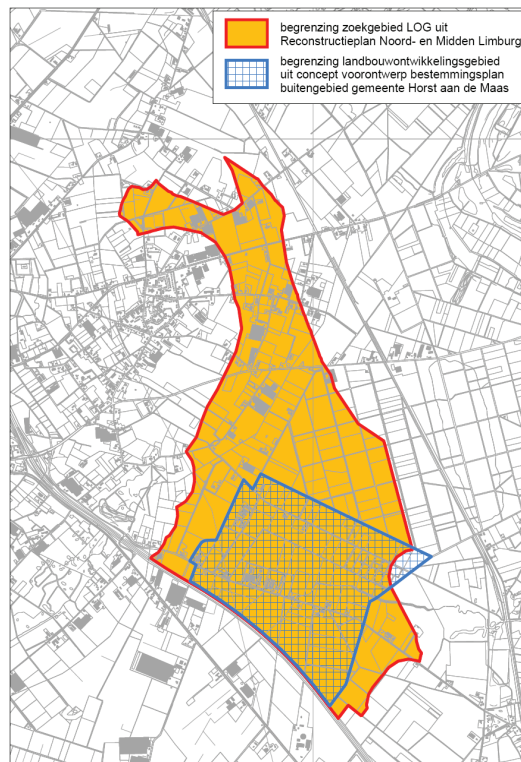 begrenzing zoekgebied LOG uit
Reconstructieplan Noord- en Midden Limburg
begrenzing landbouwontwikkelingsgebied
uit concept voorontwerp bestemmingsplan
buitengebied gemeente Horst aan de Maas